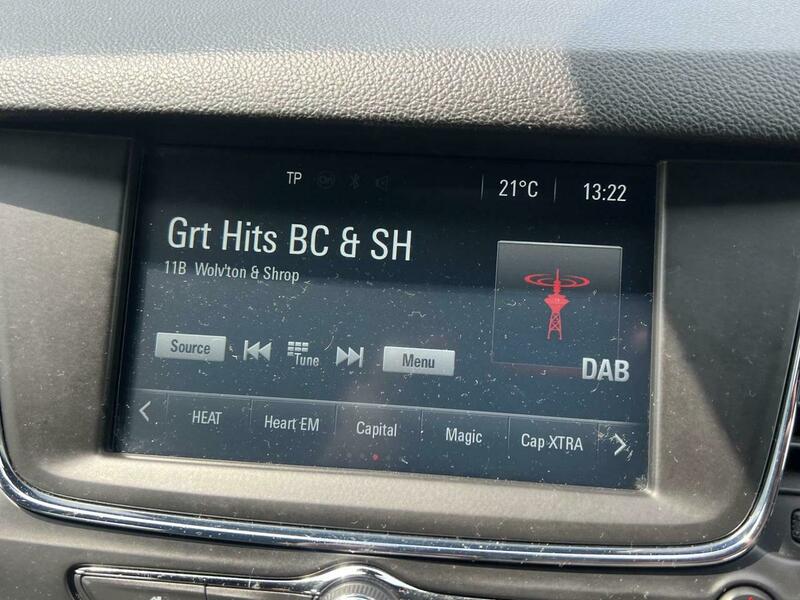 TP 21°C 13:22
Grt Hits BC & SH
11B Wolv'ton & Shrop
Source Tune Menu
DAB
HEAT Heart EM Capital Magic Cap XTRA